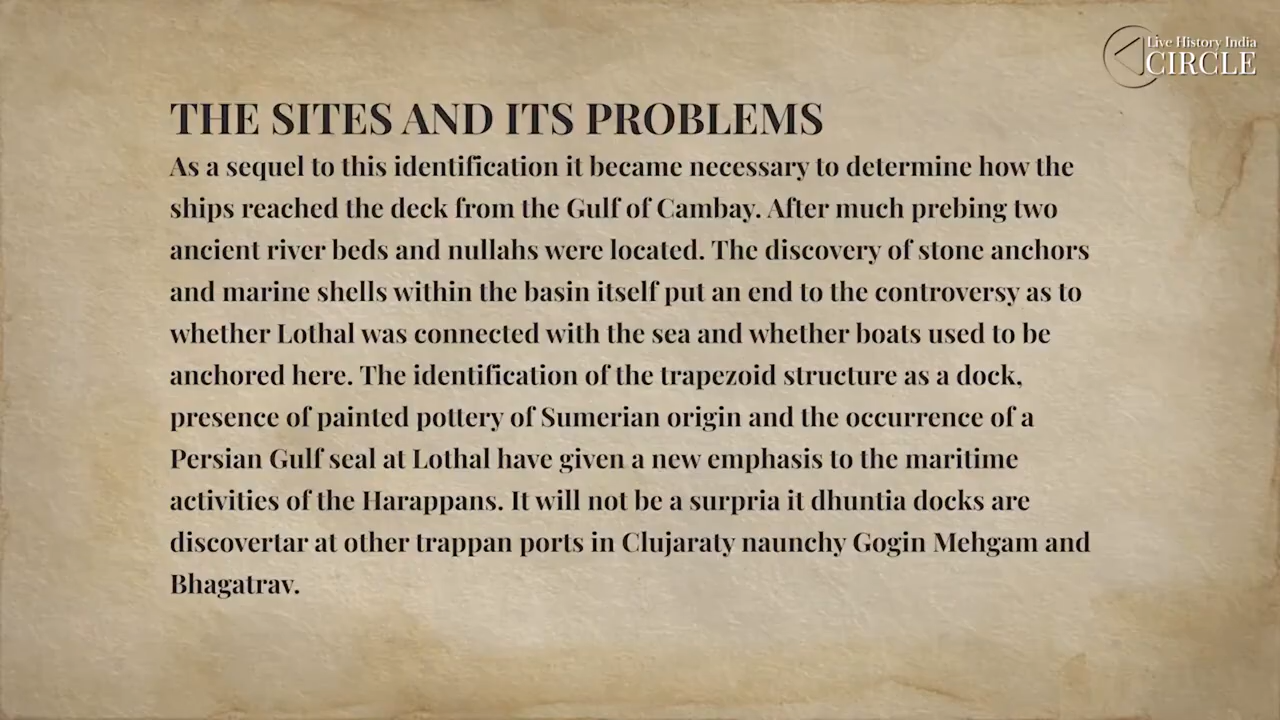 Live History India
CIRCLE
THE SITES AND ITS PROBLEMS
As a sequel to this identification it became necessary to determine how the
ships reached the deck from the Gulf of Cambay. After much prebing two
ancient river beds and nullahs were located. The discovery of stone anchors
and marine shells within the basin itself put an end to the controversy as to
whether Lothal was connected with the sea and whether boats used to be
anchored here. The identification of the trapezoid structure as a dock,
presence of painted pottery of Sumerian origin and the occurrence of a
Persian Gulf seal at Lothal have given a new emphasis to the maritime
activities of the Harappans. It will not be a surpria it dhuntia docks are
discovertar at other trappan ports in Clujaraty naunchy Gogin Mehgam and
Bhagatrav.